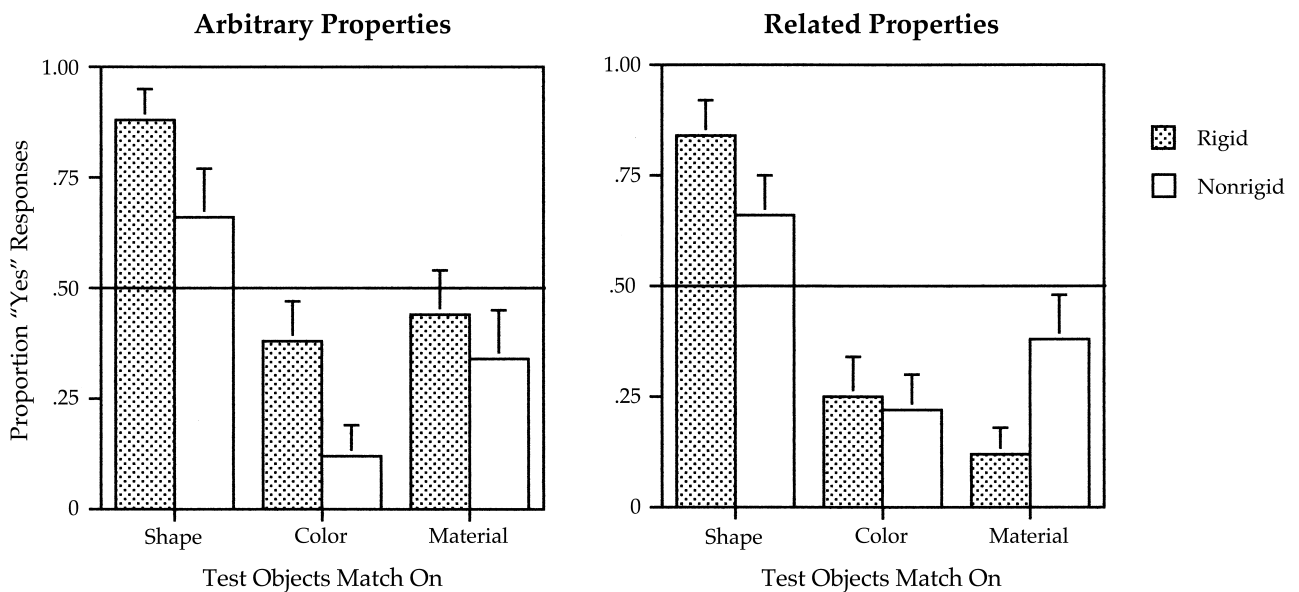 Arbitrary Properties
Proportion “Yes” Responses
1.00
.75
.50
.25
0
Shape
Color
Material
Test Objects Match On
Related Properties
1.00
.75
.50
.25
0
Shape
Color
Material
Test Objects Match On
Rigid
Nonrigid